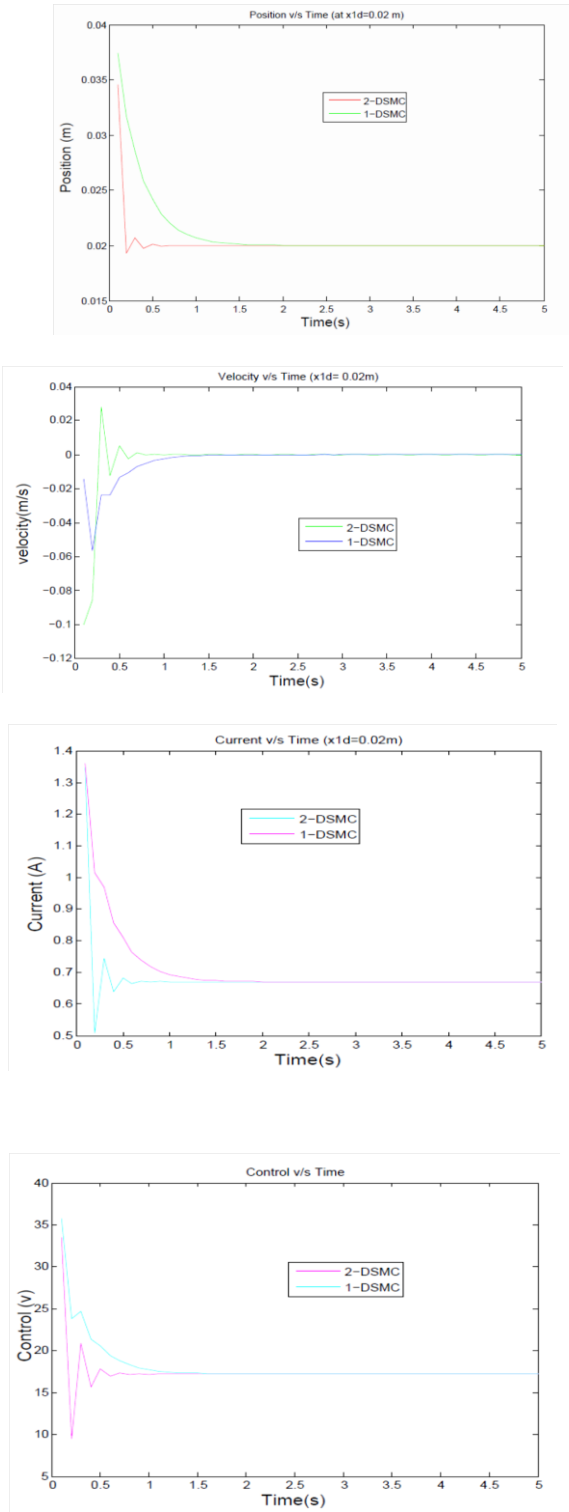 Position v/s Time (at x1d=0.02 m)
0.04
0.035
0.03
0.025
0.02
0.015
Position (m)
2-DSMC
1-DSMC
0 0.5 1 1.5 2 2.5 3 3.5 4 4.5 5
Time(s)
Velocity v/s Time (x1d= 0.02m)
0.04
0.02
0
−0.02
−0.04
−0.06
−0.08
−0.1
−0.12
velocity(m/s)
2−DSMC
1−DSMC
0 0.5 1 1.5 2 2.5 3 3.5 4 4.5 5
Time(s)
Current v/s Time (x1d=0.02m)
1.4
1.3
1.2
1.1
1
0.9
0.8
0.7
0.6
0.5
Current (A)
2−DSMC
1−DSMC
0 0.5 1 1.5 2 2.5 3 3.5 4 4.5 5
Time(s)
Control v/s Time
40
35
30
25
20
15
10
5
Control (v)
2−DSMC
1−DSMC
0 0.5 1 1.5 2 2.5 3 3.5 4 4.5 5
Time(s)